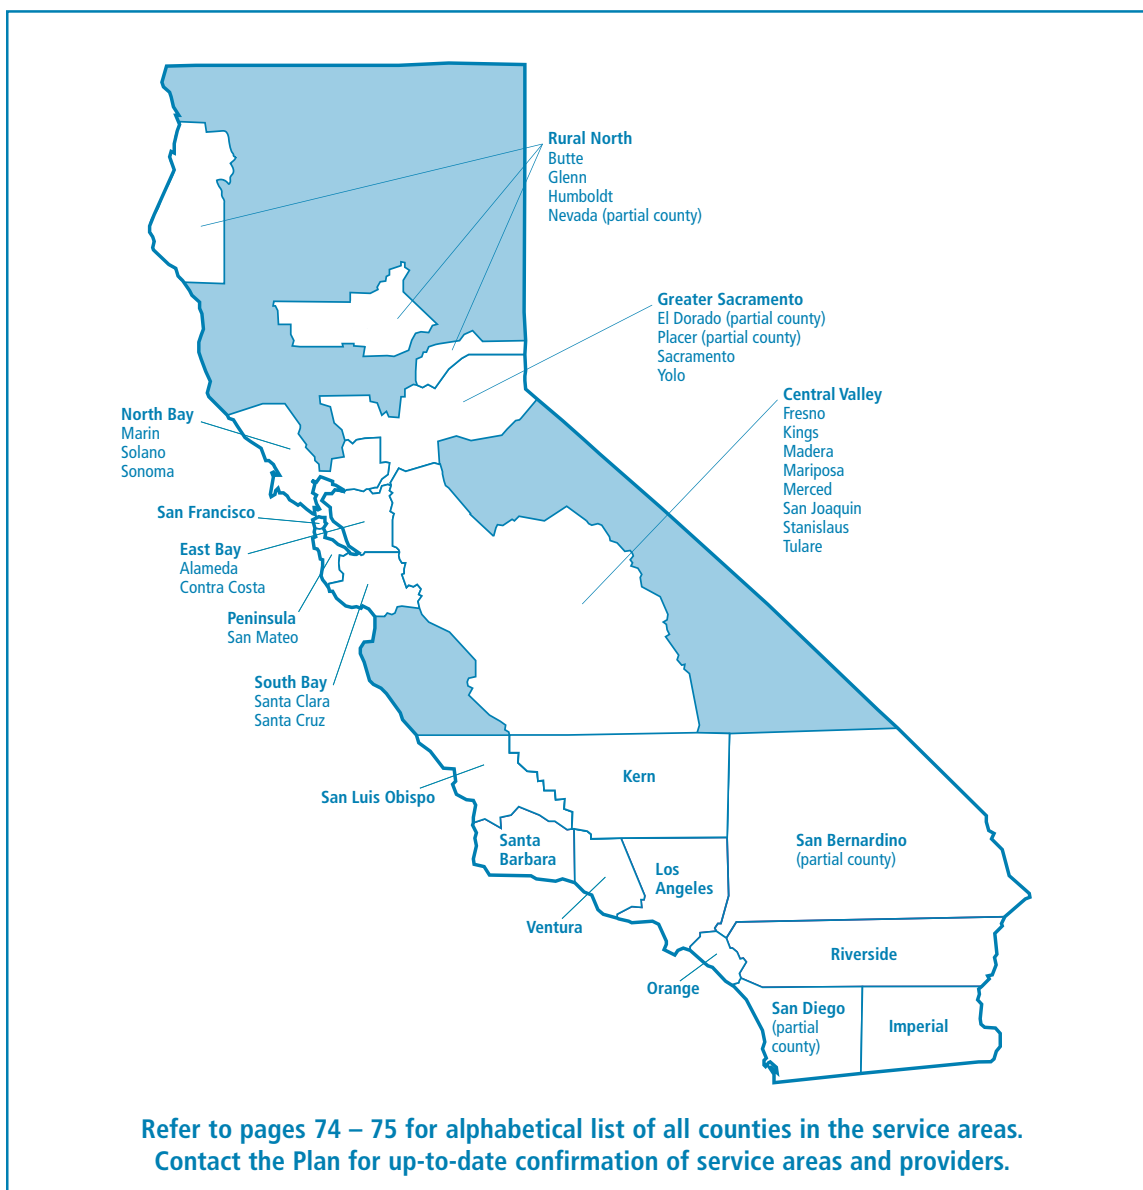 Rural North
Butte
Glenn
Humboldt
Nevada (partial county)
Greater Sacramento
El Dorado (partial county)
Placer (partial county)
Sacramento
Yolo
Central Valley
Fresno
Kings
Madera
Mariposa
Merced
San Joaquin
Stanislaus
Tulare
North Bay
Marin
Solano
Sonoma
San Francisco
East Bay
Alameda
Contra Costa
Peninsula
San Mateo
South Bay
Santa Clara
Santa Cruz
San Luis Obispo
Kern
Santa
Barbara
San Bernardino
(partial county)
Los
Angeles
Ventura
Riverside
Orange
San Diego
(partial
county)
Imperial
Refer to pages 74 – 75 for alphabetical list of all counties in the service areas.
Contact the Plan for up-to-date confirmation of service areas and providers.